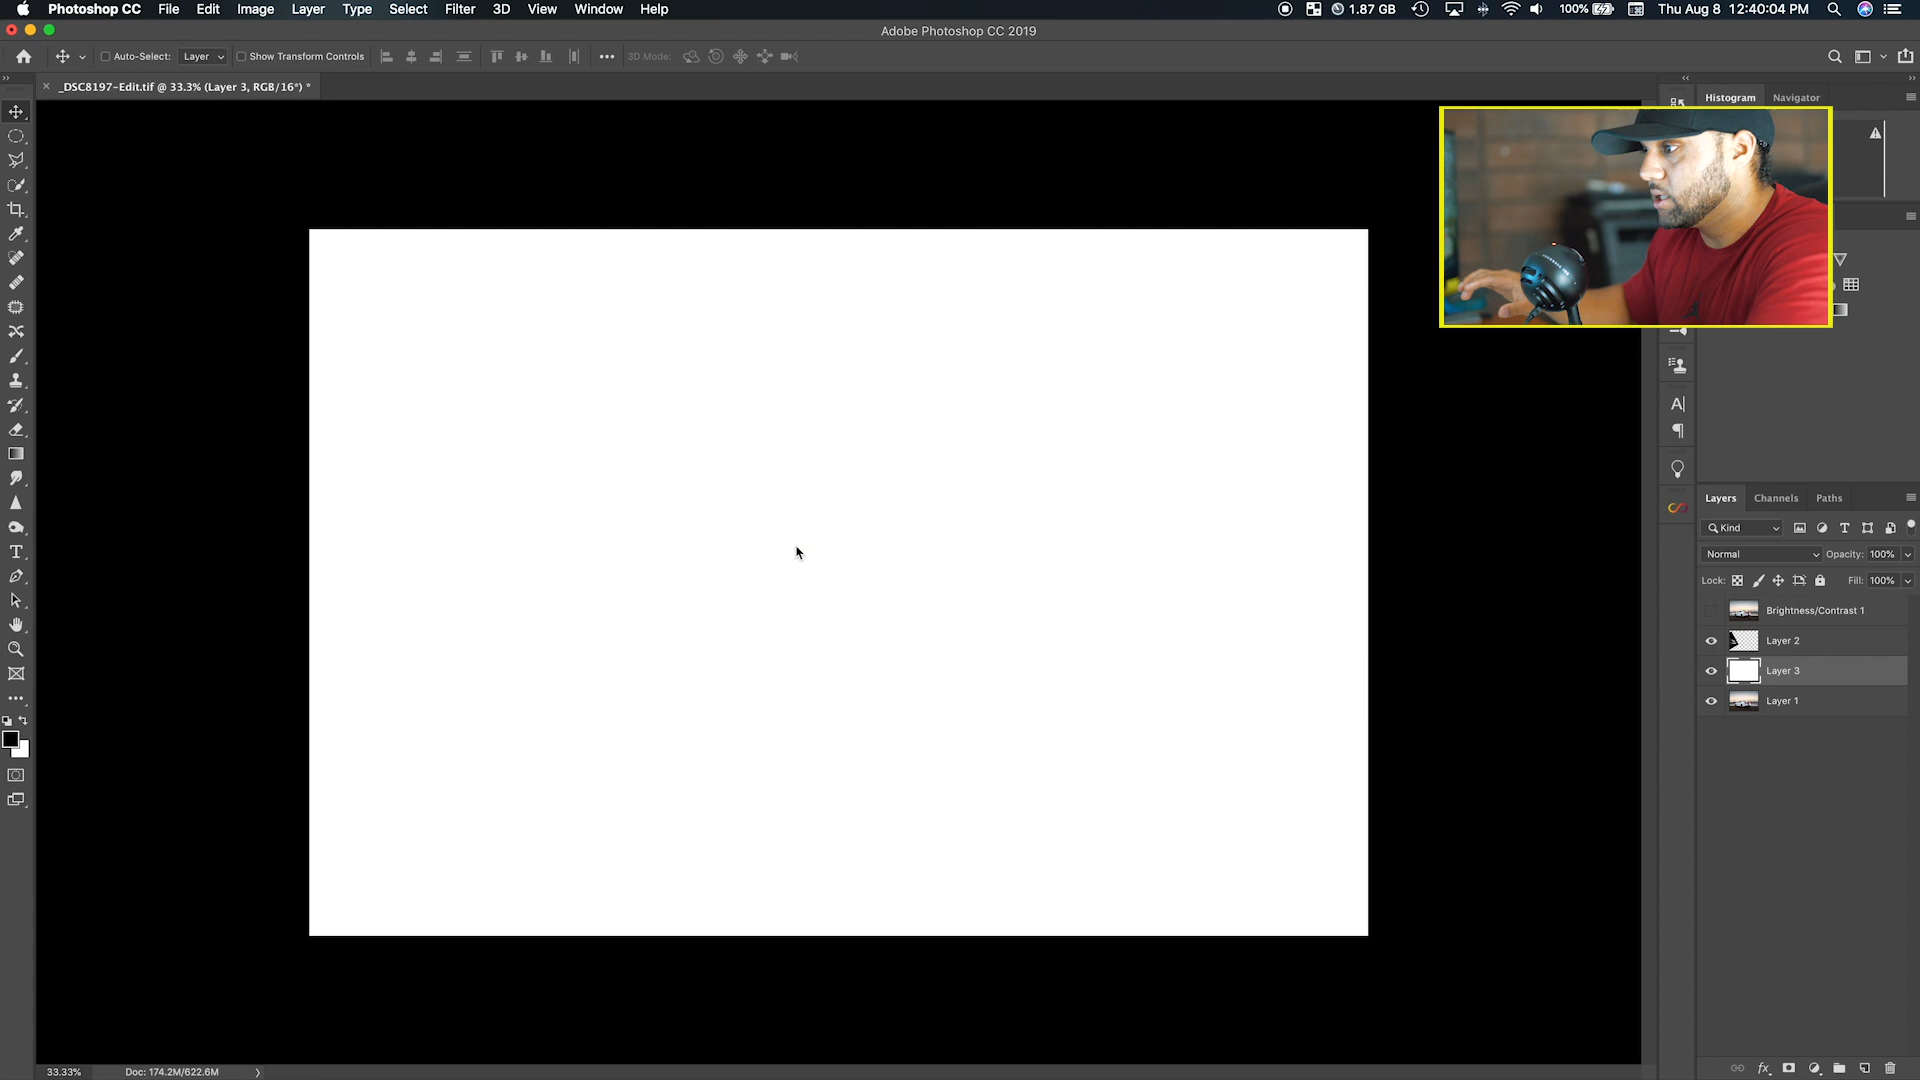 Photoshop CC File Edit Image Layer Type Select Filter 3D View Window Help 1.87 GB 100% Thu Aug 8 12:40:04 PM
Adobe Photoshop CC 2019
Auto-Select: Layer Show Transform Controls 3D Mode:
_DSC8197-Edit.tif @ 33.3% (Layer 3, RGB/16*) *
Histogram Navigator
Layers Channels Paths
Kind
Normal Opacity: 100%
Lock: Fill: 100%
Brightness/Contrast 1
Layer 2
Layer 3
Layer 1
33.33% Doc: 174.2M/622.6M